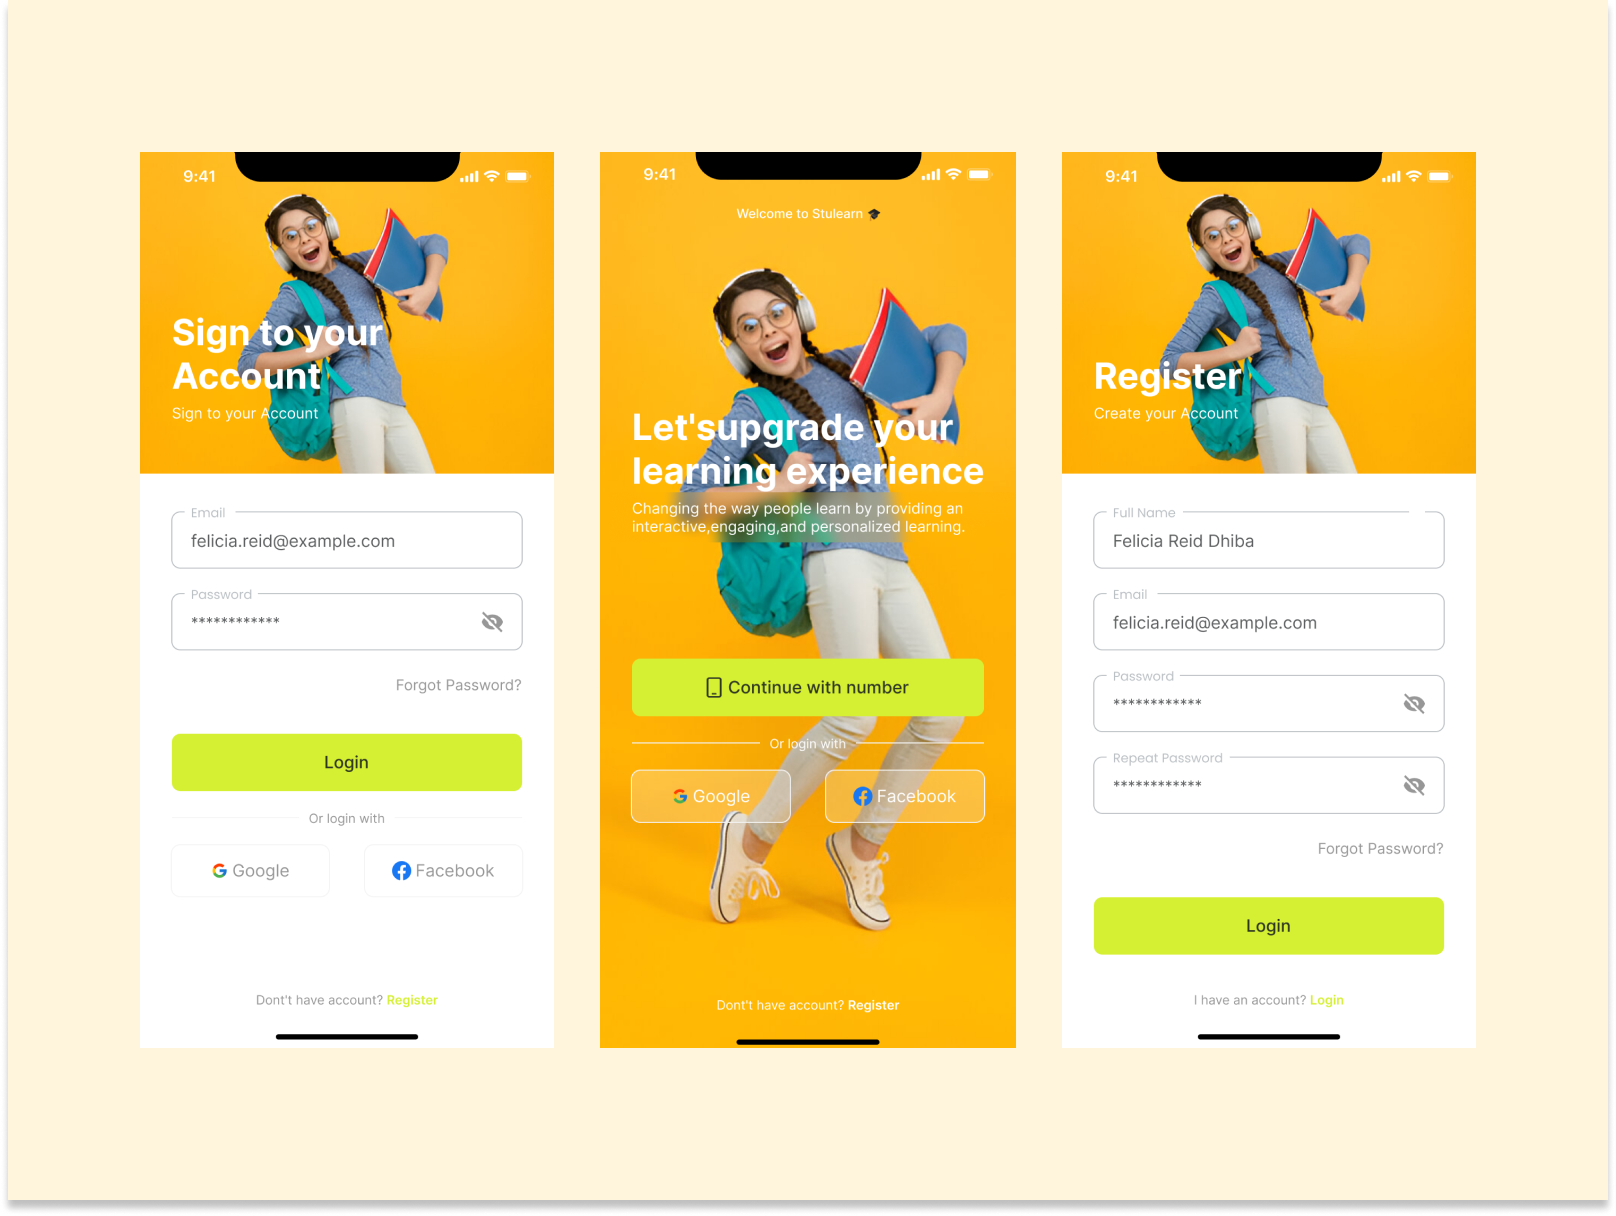 9:41
Sign to your
Account
Sign to your Account
Email
felicia.reid@example.com
Password
************
Forgot Password?
Login
Or login with
Google
Facebook
Dont't have account? Register
9:41
Welcome to Stulearn
Let'supgrade your
learning experience
Changing the way people learn by providing an
interactive,engaging,and personalized learning.
Continue with number
Or login with
Google
Facebook
Dont't have account? Register
9:41
Register
Create your Account
Full Name
Felicia Reid Dhiba
Email
felicia.reid@example.com
Password
************
Repeat Password
************
Forgot Password?
Login
I have an account? Login